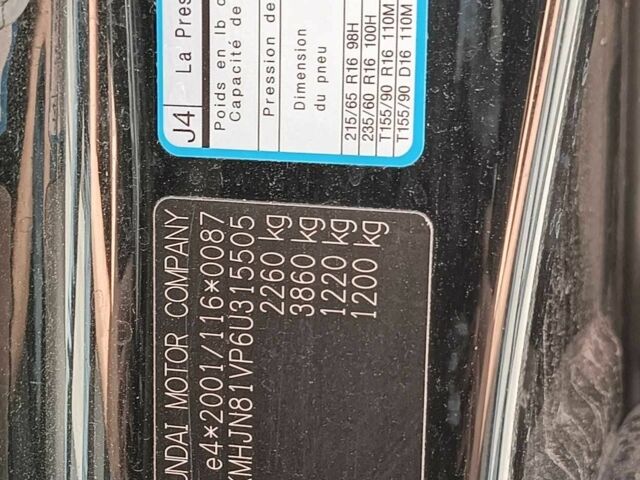 J4 La Pres
Poids en lb
Capacité de
Pression de
Dimension
du pneu
215/65 R16 98H
235/60 R16 100H
T155/90 R16 110M
T155/90 D16 110M
UNDAI MOTOR COMPANY
e4*2001/116*0087
KMHJN81VP6U315505
2260 kg
3860 kg
1220 kg
1200 kg